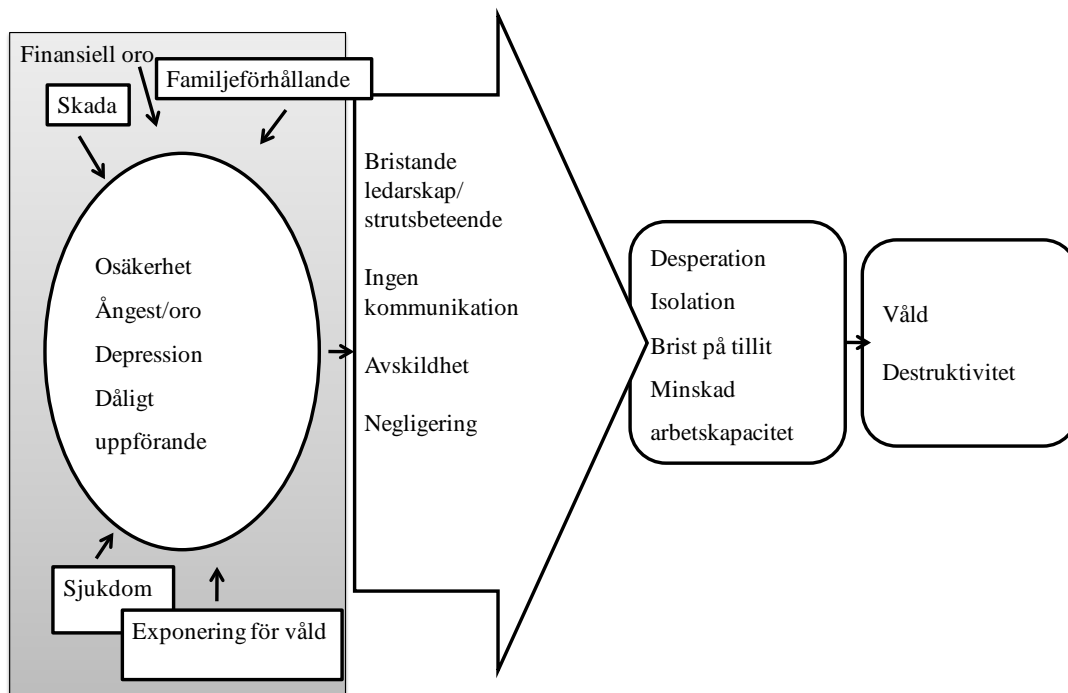 Finansiell oro
Familjeförhållande
Skada
Osäkerhet
Ångest/oro
Depression
Dåligt
uppförande
Sjukdom
Exponering för våld
Bristande
ledarskap/
strutsbeteende
Ingen
kommunikation
Avskildhet
Negligering
Desperation
Isolation
Brist på tillit
Minskad
arbetskapacitet
Våld
Destruktivitet